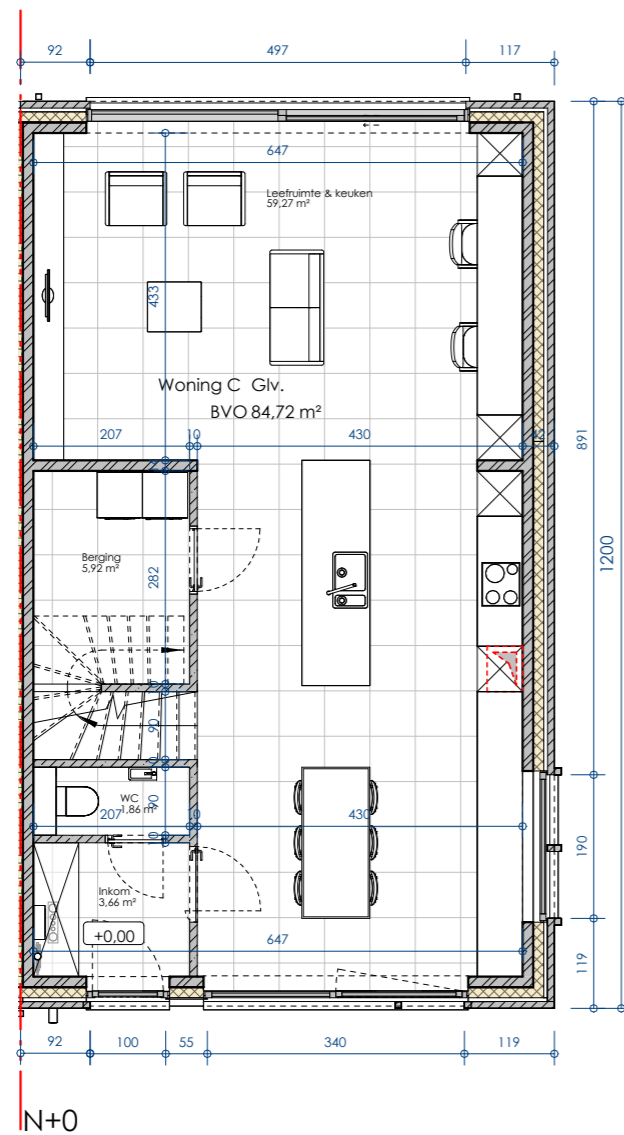 92 497 117
647
Leefruimte & keuken
59,27 m²
433
Woning C Glv.
BVO 84,72 m²
207 10 430 42
891
1200
Berging
5,92 m²
282
90
WC
1,86 m²
90
207 10 430
10
190
Inkom
3,66 m²
+0,00
647
119
92 100 55 340 119
N+0